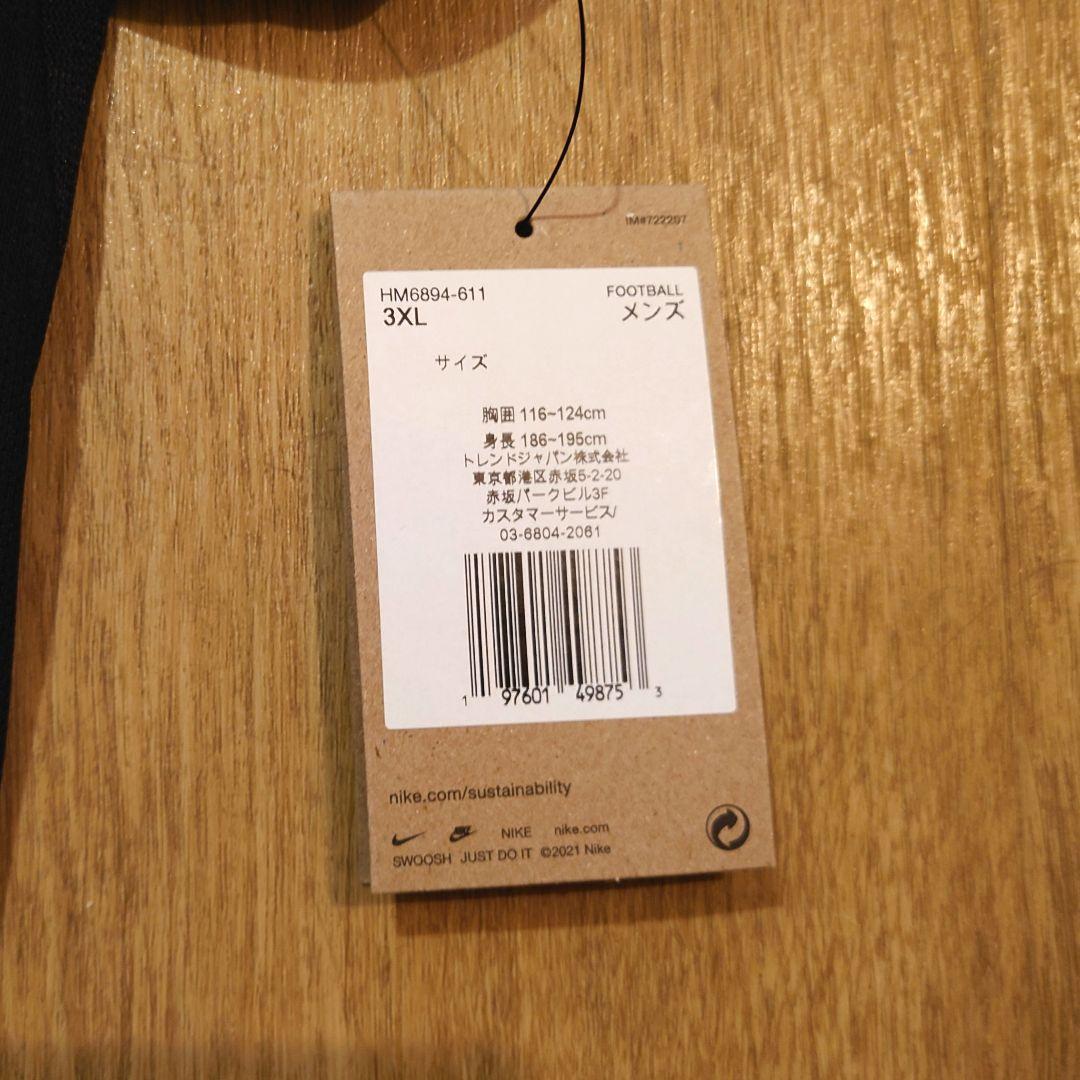 IM#722207
1
HM6894-611
FOOTBALL
3XL
メンズ
サイズ
胸囲 116~124cm
身長 186~195cm
トレンドジャパン株式会社
東京都港区赤坂5-2-20
赤坂パークビル3F
カスタマーサービス/
03-6804-2061
1 97601 49875 3
nike.com/sustainability
NIKE nike.com
SWOOSH JUST DO IT ©2021 Nike